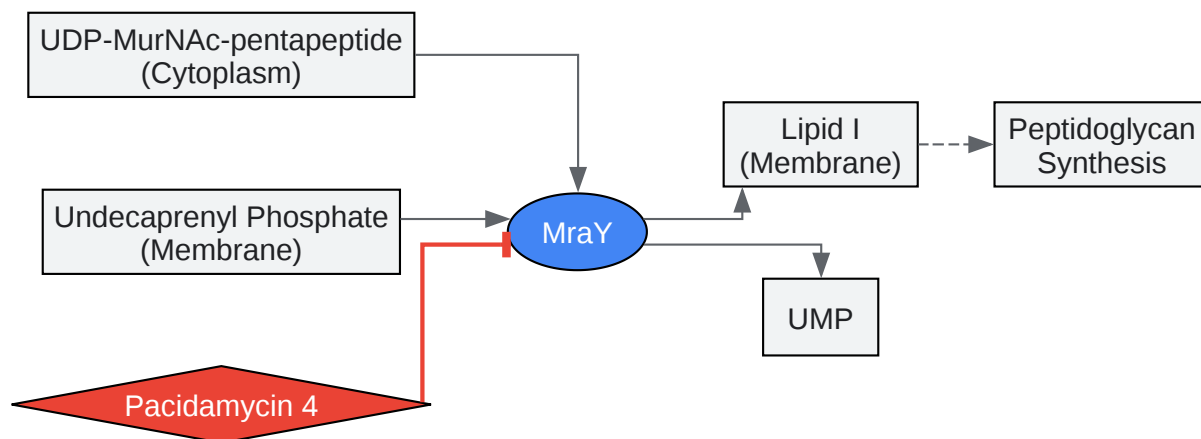 UDP-MurNAc-pentapeptide
(Cytoplasm)
Undecaprenyl Phosphate
(Membrane)
MraY
Lipid I
(Membrane)
Peptidoglycan
Synthesis
UMP
Pacidamycin 4